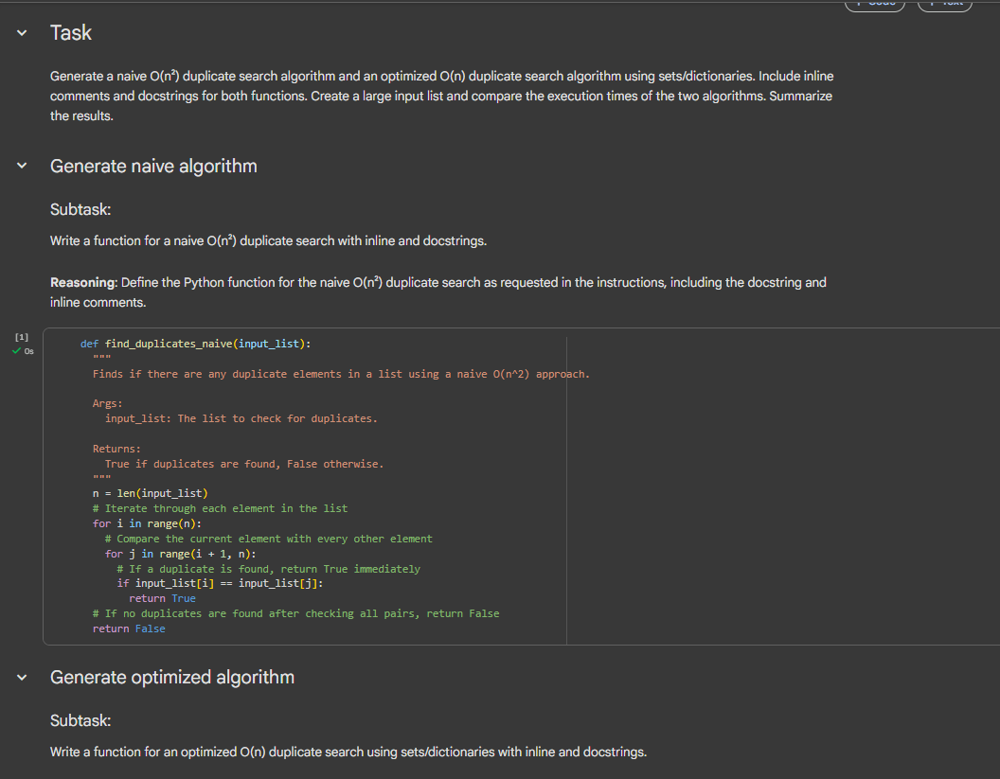 Task
Generate a naive O(n²) duplicate search algorithm and an optimized O(n) duplicate search algorithm using sets/dictionaries. Include inline
comments and docstrings for both functions. Create a large input list and compare the execution times of the two algorithms. Summarize
the results.
Generate naive algorithm
Subtask:
Write a function for a naive O(n²) duplicate search with inline and docstrings.
Reasoning: Define the Python function for the naive O(n²) duplicate search as requested in the instructions, including the docstring and
inline comments.
[1]
0s
def find_duplicates_naive(input_list):
"""
Finds if there are any duplicate elements in a list using a naive O(n^2) approach.
Args:
input_list: The list to check for duplicates.
Returns:
True if duplicates are found, False otherwise.
"""
n = len(input_list)
# Iterate through each element in the list
for i in range(n):
# Compare the current element with every other element
for j in range(i + 1, n):
# If a duplicate is found, return True immediately
if input_list[i] == input_list[j]:
return True
# If no duplicates are found after checking all pairs, return False
return False
Generate optimized algorithm
Subtask:
Write a function for an optimized O(n) duplicate search using sets/dictionaries with inline and docstrings.